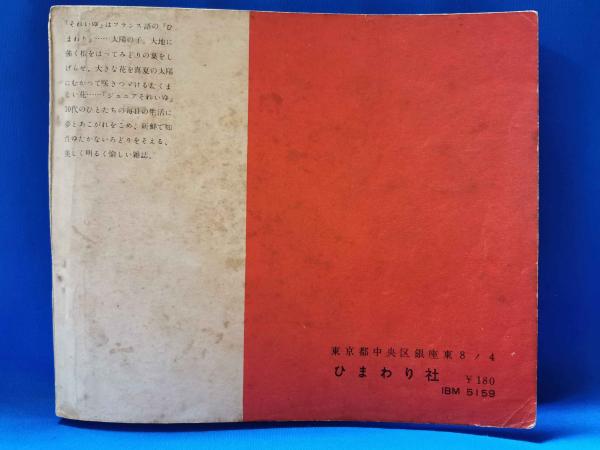 『それいゆ』はフランス語の『ひ
まわり』……太陽の子。大地に
強く根をはってみどりの葉をし
げらせ、大きな花を真夏の太陽
にむかって咲きつゞけるたくま
しい花……『ジュニアそれいゆ』
10代のひとたちの毎日の生活に
夢とあこがれをこめ、新鮮で知
性ゆたかないろどりをそえる、
美しく明るく愉しい雑誌。
東京都中央区銀座東8ノ4
ひまわり社 ¥180
IBM 5159